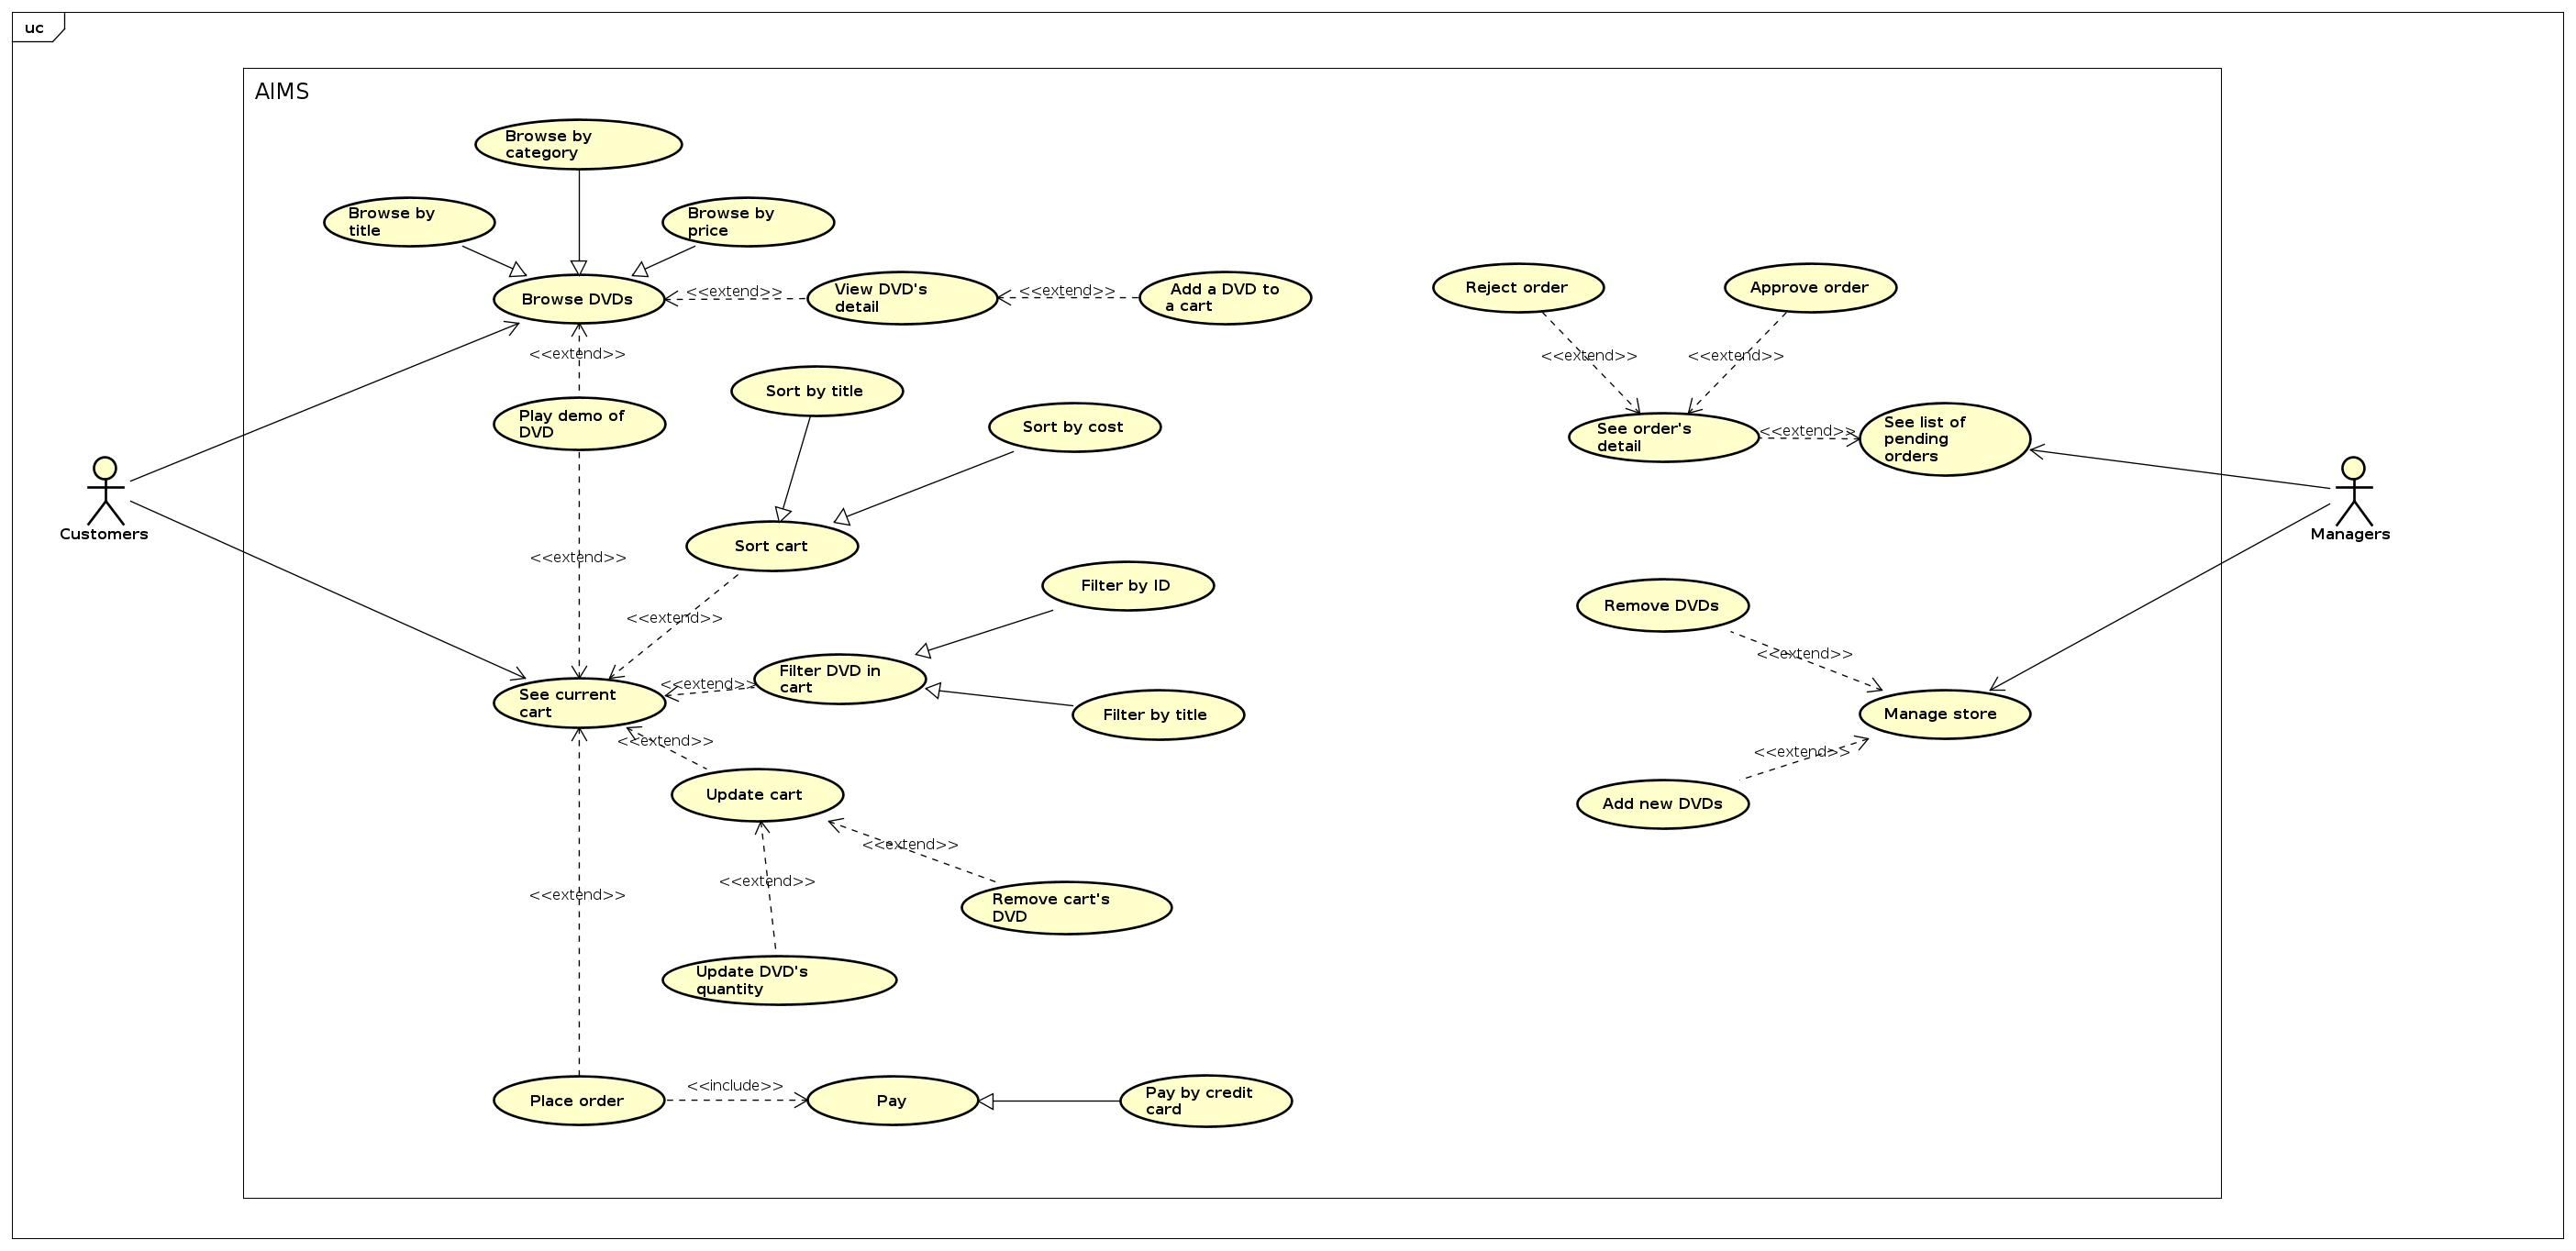 uc
AIMS
Browse by
category
Browse by
title
Browse by
price
Browse DVDs
<<extend>>
View DVD's
detail
<<extend>>
Add a DVD to
a cart
Reject order
Approve order
<<extend>>
<<extend>>
<<extend>>
Sort by title
Play demo of
DVD
Sort by cost
See order's
detail
<<extend>>
See list of
pending
orders
Customers
Managers
Sort cart
<<extend>>
Filter by ID
<<extend>>
Remove DVDs
<<extend>>
Filter DVD in
cart
<<extend>>
See current
cart
Filter by title
Manage store
<<extend>>
<<extend>>
Update cart
Add new DVDs
<<extend>>
<<extend>>
<<extend>>
Remove cart's
DVD
Update DVD's
quantity
Place order
<<include>>
Pay
Pay by credit
card